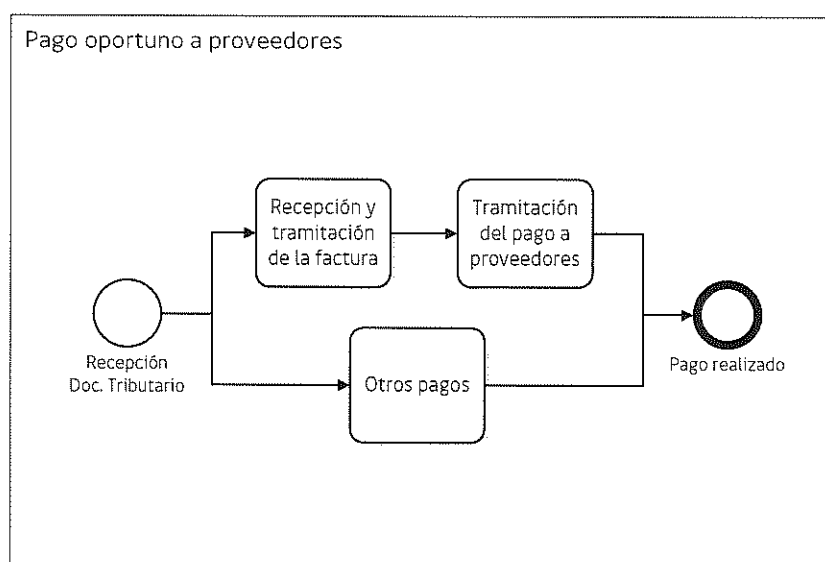 Pago oportuno a proveedores
Recepción y
tramitación
de la factura
Tramitación
del pago a
proveedores
Recepción
Doc. Tributario
Otros pagos
Pago realizado